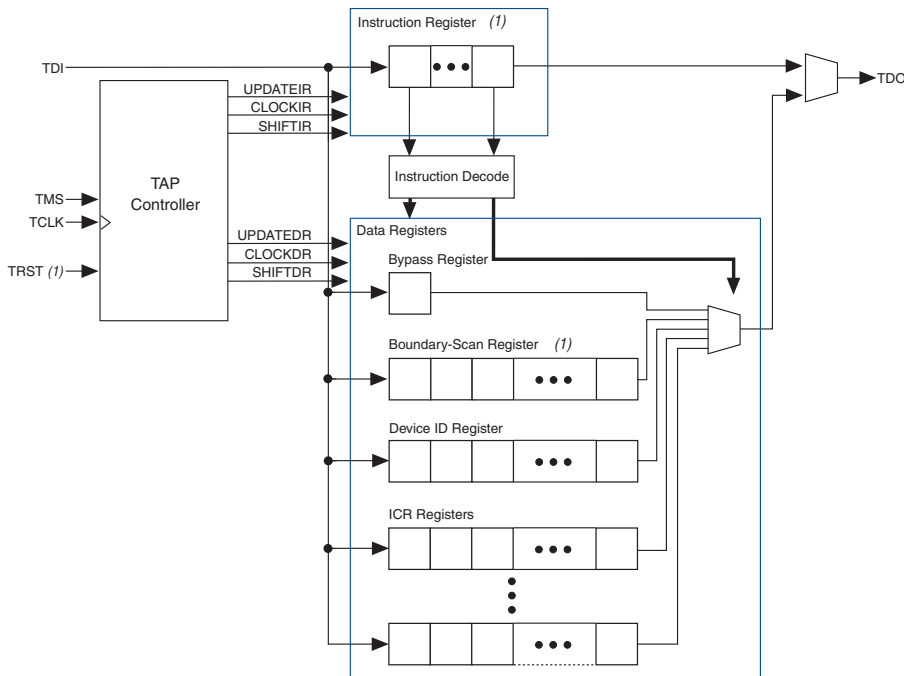 Instruction Register (1)
TDI
TDO
UPDATEIR
CLOCKIR
SHIFTIR
TAP
Controller
Instruction Decode
TMS
TCLK
TRST (1)
UPDATEDR
CLOCKDR
SHIFTDR
Data Registers
Bypass Register
Boundary-Scan Register (1)
Device ID Register
ICR Registers